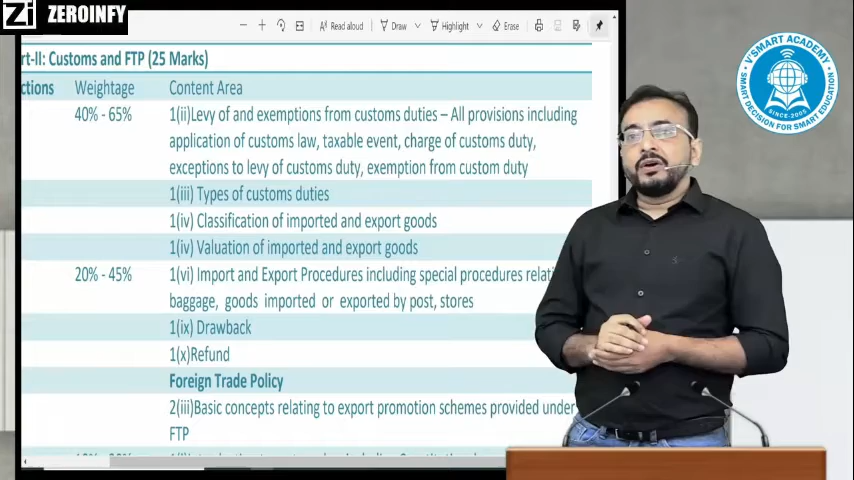 Zi ZEROINFY
Read aloud Draw Highlight Erase
rt-II: Customs and FTP (25 Marks)
ctions Weightage Content Area
40% - 65% 1(ii)Levy of and exemptions from customs duties – All provisions including
application of customs law, taxable event, charge of customs duty,
exceptions to levy of customs duty, exemption from custom duty
1(iii) Types of customs duties
1(iv) Classification of imported and export goods
1(iv) Valuation of imported and export goods
20% - 45% 1(vi) Import and Export Procedures including special procedures relati
baggage, goods imported or exported by post, stores
1(ix) Drawback
1(x)Refund
Foreign Trade Policy
2(iii)Basic concepts relating to export promotion schemes provided under
FTP
V'SMART ACADEMY
SINCE-2005
SMART DECISION FOR SMART EDUCATION